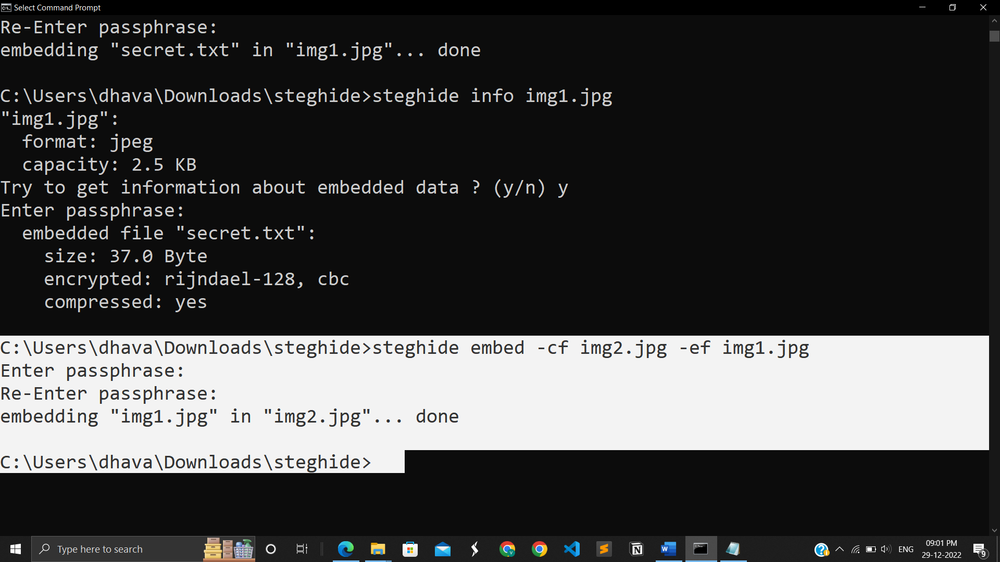 Select Command Prompt
Re-Enter passphrase:
embedding "secret.txt" in "img1.jpg"... done
C:\Users\dhava\Downloads\steghide>steghide info img1.jpg
"img1.jpg":
  format: jpeg
  capacity: 2.5 KB
Try to get information about embedded data ? (y/n) y
Enter passphrase:
  embedded file "secret.txt":
    size: 37.0 Byte
    encrypted: rijndael-128, cbc
    compressed: yes
C:\Users\dhava\Downloads\steghide>steghide embed -cf img2.jpg -ef img1.jpg
Enter passphrase:
Re-Enter passphrase:
embedding "img1.jpg" in "img2.jpg"... done
C:\Users\dhava\Downloads\steghide>
Type here to search
ENG
09:01 PM
29-12-2022
9